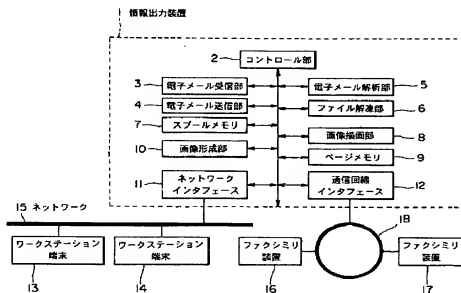 情報出力装置
2
コントロール部
3
電子メール受信部
電子メール解析部
5
4
電子メール送信部
ファイル解凍部
6
7
スプールメモリ
画像描画部
8
10
画像形成部
ページメモリ
9
11
ネットワーク
インタフェース
通信回線
インタフェース
12
15 ネットワーク
18
ワークステーション
端末
ワークステーション
端末
ファクシミリ
装置
ファクシミリ
装置
13
14
16
17